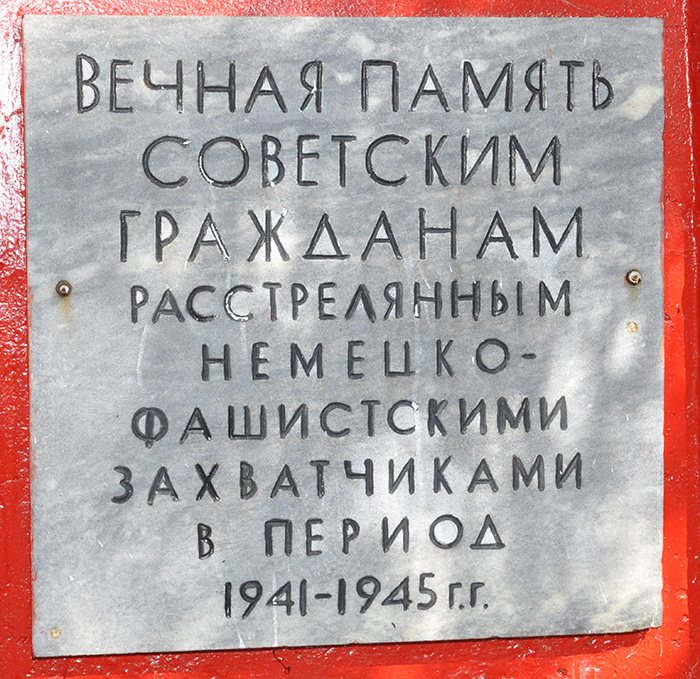 ВЕЧНАЯ ПАМЯТЬ
СОВЕТСКИМ
ГРАЖДАНАМ
РАССТРЕЛЯННЫМ
НЕМЕЦКО-
ФАШИСТСКИМИ
ЗАХВАТЧИКАМИ
В ПЕРИОД
1941-1945 г.г.